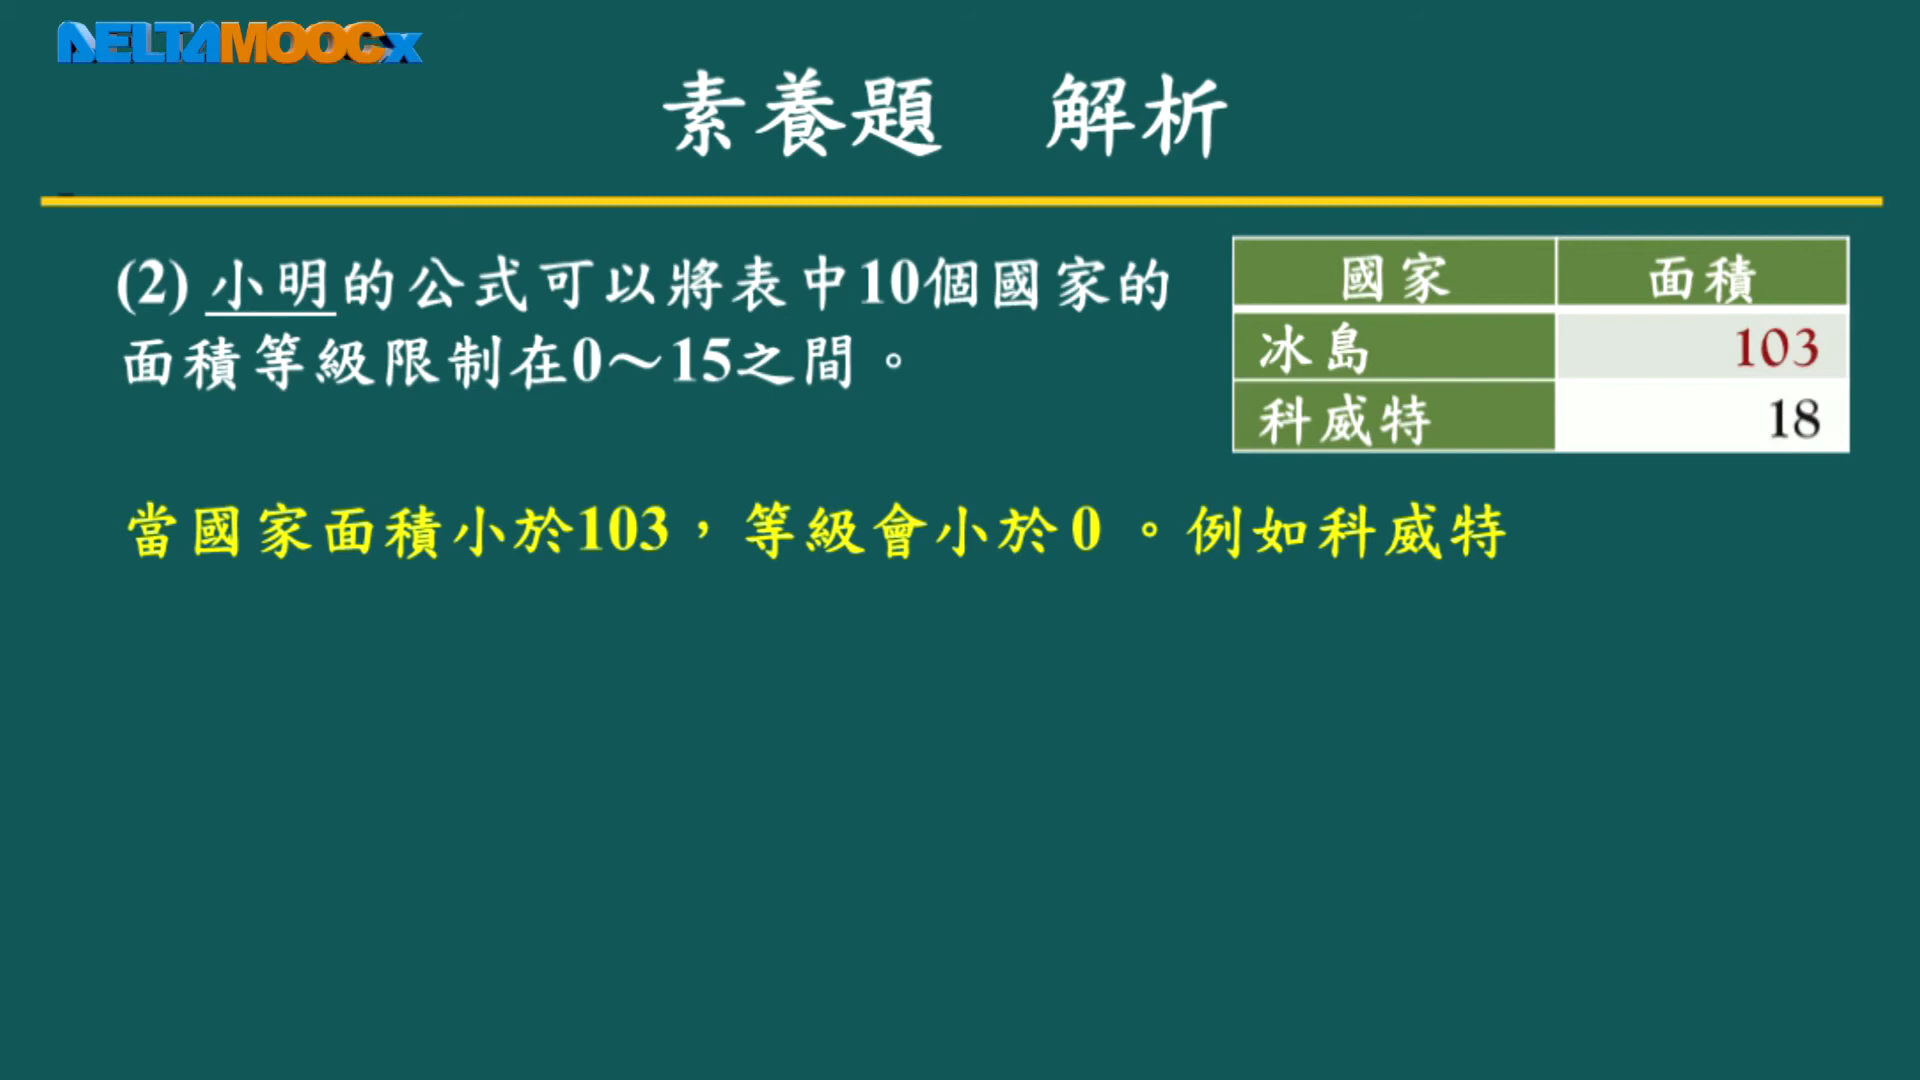 DELTAMOOCx
素養題 解析
(2) 小明的公式可以將表中10個國家的
面積等級限制在0～15之間。
國家 面積
冰島 103
科威特 18
當國家面積小於103，等級會小於0。例如科威特